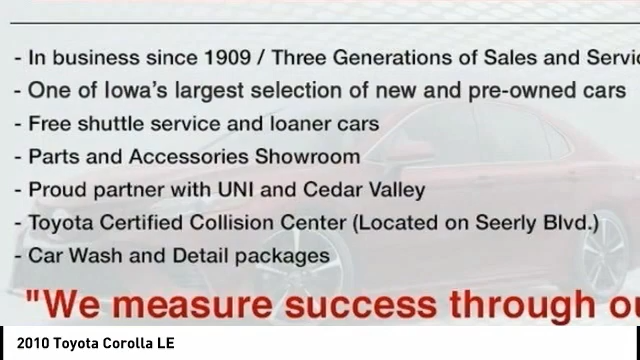 - In business since 1909 / Three Generations of Sales and
- One of Iowa's largest selection of new and pre-owned cars
- Free shuttle service and loaner cars
- Parts and Accessories Showroom
- Proud partner with UNI and Cedar Valley
- Toyota Certified Collision Center (Located on Seerly Blvd.)
- Car Wash and Detail packages
"We measure success through
2010 Toyota Corolla LE